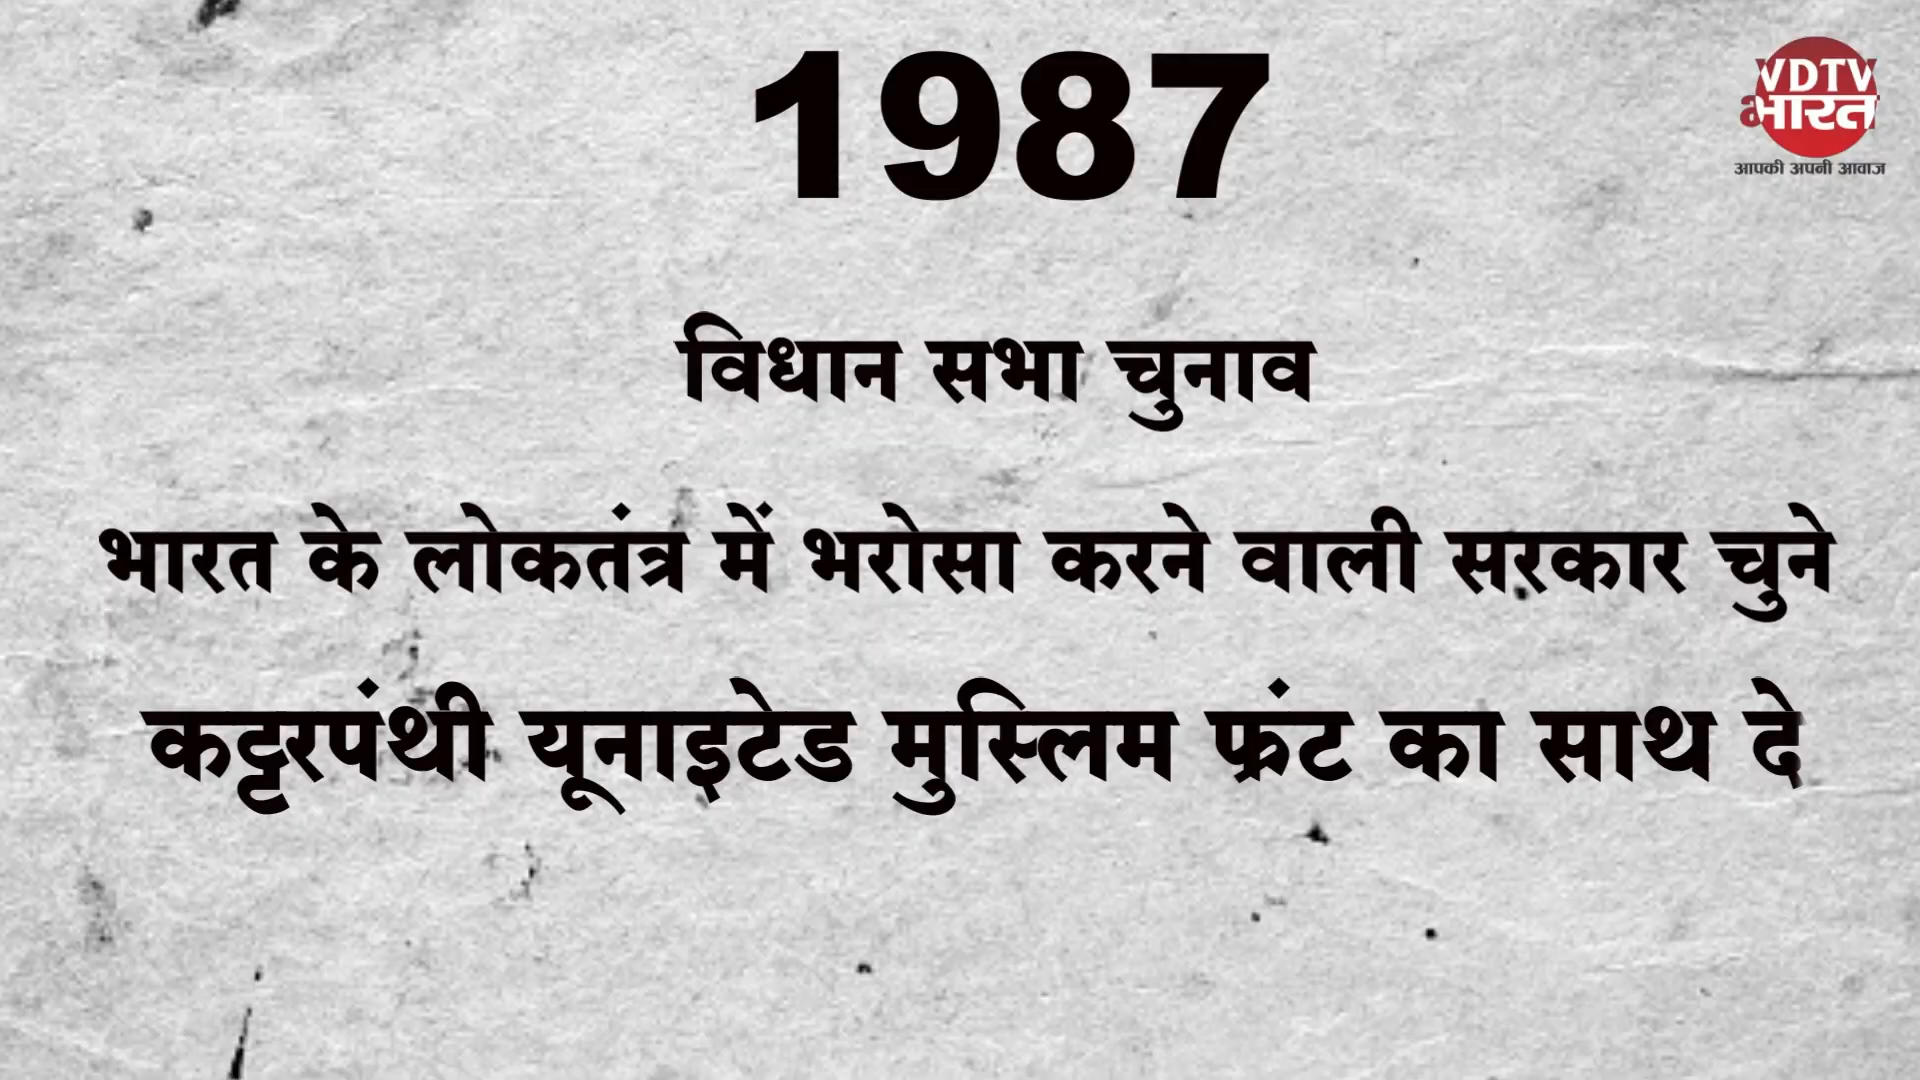 1987
VDTV
भारत
आपकी अपनी आवाज
विधान सभा चुनाव
भारत के लोकतंत्र में भरोसा करने वाली सरकार चुने
कट्टरपंथी यूनाइटेड मुस्लिम फ्रंट का साथ दे